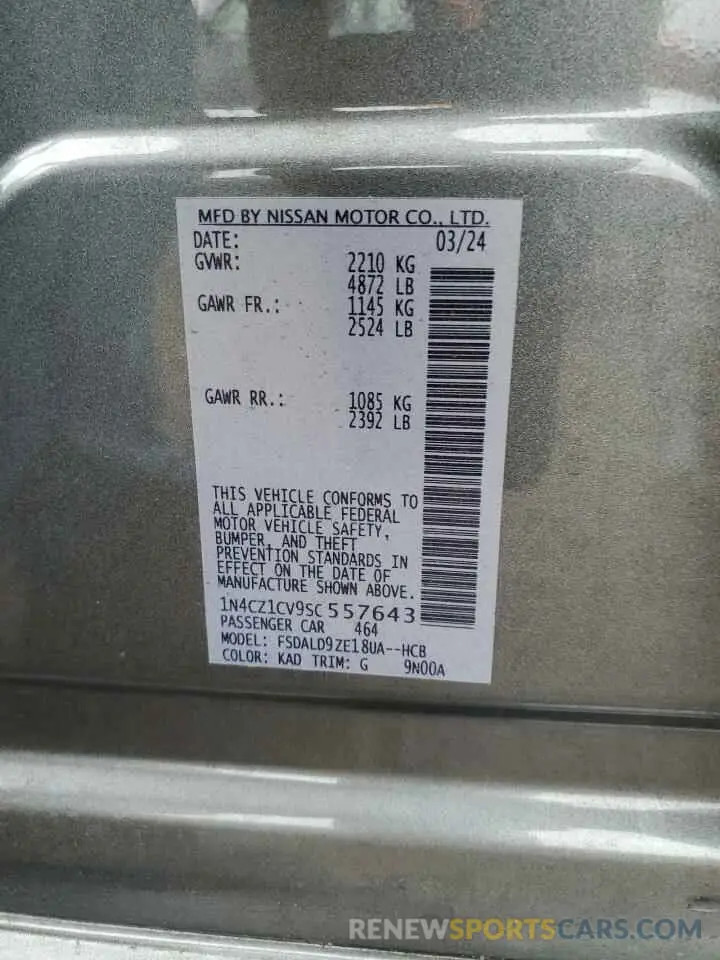 MFD BY NISSAN MOTOR CO., LTD.
DATE: 03/24
GVWR: 2210 KG
4872 LB
GAWR FR.: 1145 KG
2524 LB
GAWR RR.: 1085 KG
2392 LB
THIS VEHICLE CONFORMS TO
ALL APPLICABLE FEDERAL
MOTOR VEHICLE SAFETY,
BUMPER, AND THEFT
PREVENTION STANDARDS IN
EFFECT ON THE DATE OF
MANUFACTURE SHOWN ABOVE.
1N4CZ1CV9SC557643
PASSENGER CAR 464
MODEL: FSDALD9ZE18UA--HCB
COLOR: KAD TRIM: G 9N00A
RENEWSPORTSCARS.COM